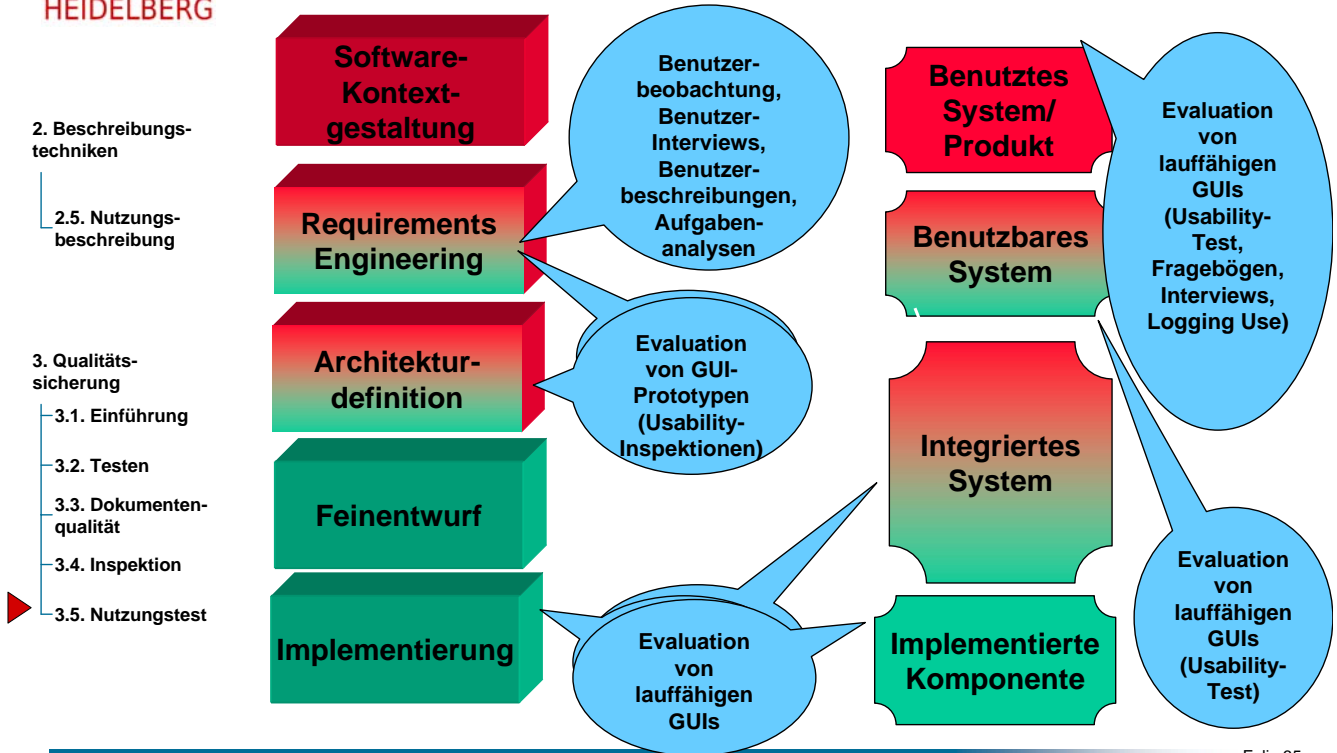 HEIDELBERG
2. Beschreibungs-
techniken
2.5. Nutzungs-
beschreibung
3. Qualitäts-
sicherung
3.1. Einführung
3.2. Testen
3.3. Dokumenten-
qualität
3.4. Inspektion
3.5. Nutzungstest
Software-
Kontext-
gestaltung
Requirements
Engineering
Architektur-
definition
Feinentwurf
Implementierung
Benutzer-
beobachtung,
Benutzer-
Interviews,
Benutzer-
beschreibungen,
Aufgaben-
analysen
Evaluation
von GUI-
Prototypen
(Usability-
Inspektionen)
Evaluation
von
lauffähigen
GUIs
Benutztes
System/
Produkt
Benutzbares
System
Integriertes
System
Implementierte
Komponente
Evaluation
von
lauffähigen
GUIs
(Usability-
Test,
Fragebögen,
Interviews,
Logging Use)
Evaluation
von
lauffähigen
GUIs
(Usability-
Test)